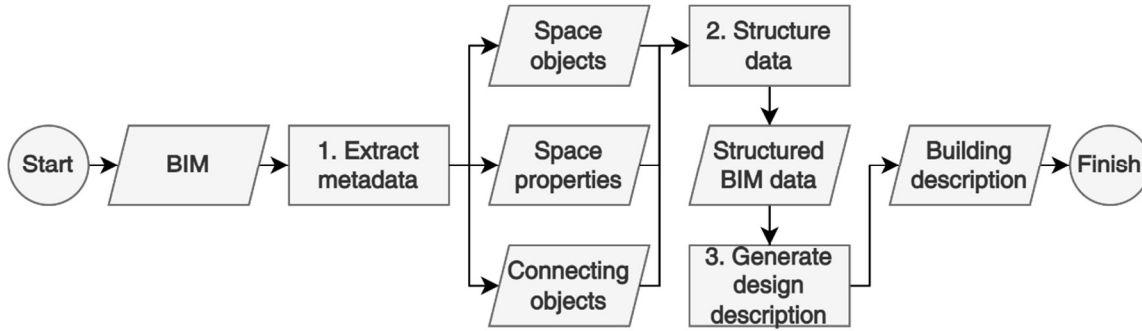 Start
BIM
1. Extract
metadata
Space
objects
Space
properties
Connecting
objects
2. Structure
data
Structured
BIM data
3. Generate
design
description
Building
description
Finish